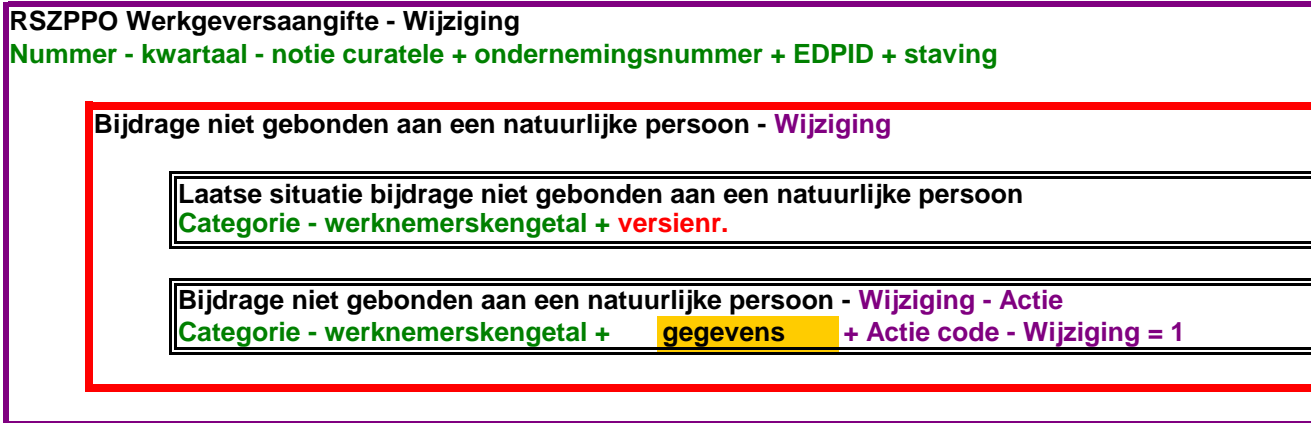 RSZPPO Werkgeversaangifte - Wijziging
Nummer - kwartaal - notie curatele + ondernemingsnummer + EDPID + staving
Bijdrage niet gebonden aan een natuurlijke persoon - Wijziging
Laatse situatie bijdrage niet gebonden aan een natuurlijke persoon
Categorie - werknemerskengetal + versienr.
Bijdrage niet gebonden aan een natuurlijke persoon - Wijziging - Actie
Categorie - werknemerskengetal + gegevens + Actie code - Wijziging = 1